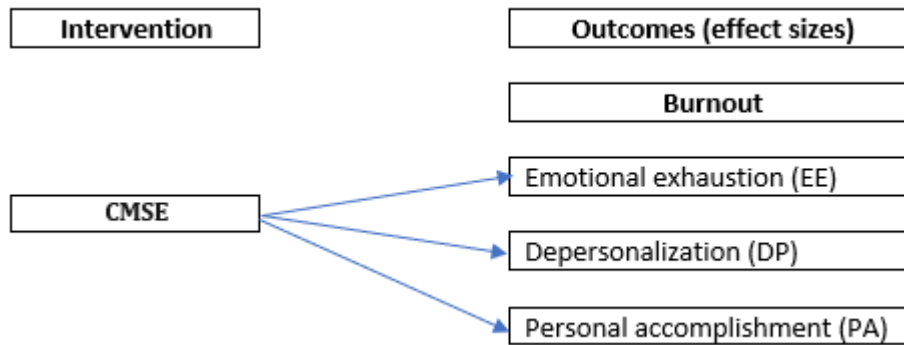 Intervention
Outcomes (effect sizes)
Burnout
Emotional exhaustion (EE)
CMSE
Depersonalization (DP)
Personal accomplishment (PA)